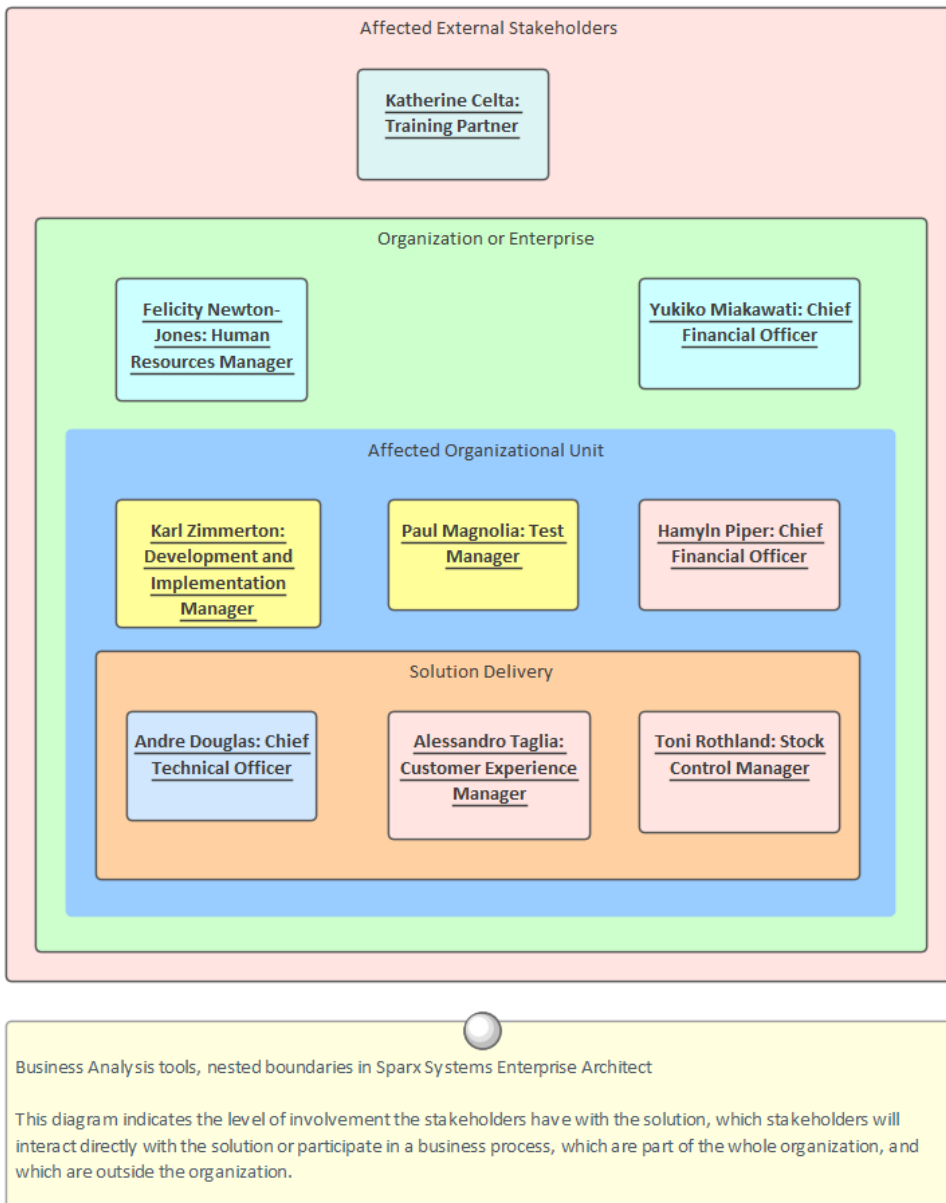 Affected External Stakeholders
Katherine Celta:
Training Partner
Organization or Enterprise
Felicity Newton-
Jones: Human
Resources Manager
Yukiko Miakawati: Chief
Financial Officer
Affected Organizational Unit
Karl Zimmerton:
Development and
Implementation
Manager
Paul Magnolia: Test
Manager
Hamyln Piper: Chief
Financial Officer
Solution Delivery
Andre Douglas: Chief
Technical Officer
Alessandro Taglia:
Customer Experience
Manager
Toni Rothland: Stock
Control Manager
Business Analysis tools, nested boundaries in Sparx Systems Enterprise Architect
This diagram indicates the level of involvement the stakeholders have with the solution, which stakeholders will
interact directly with the solution or participate in a business process, which are part of the whole organization, and
which are outside the organization.